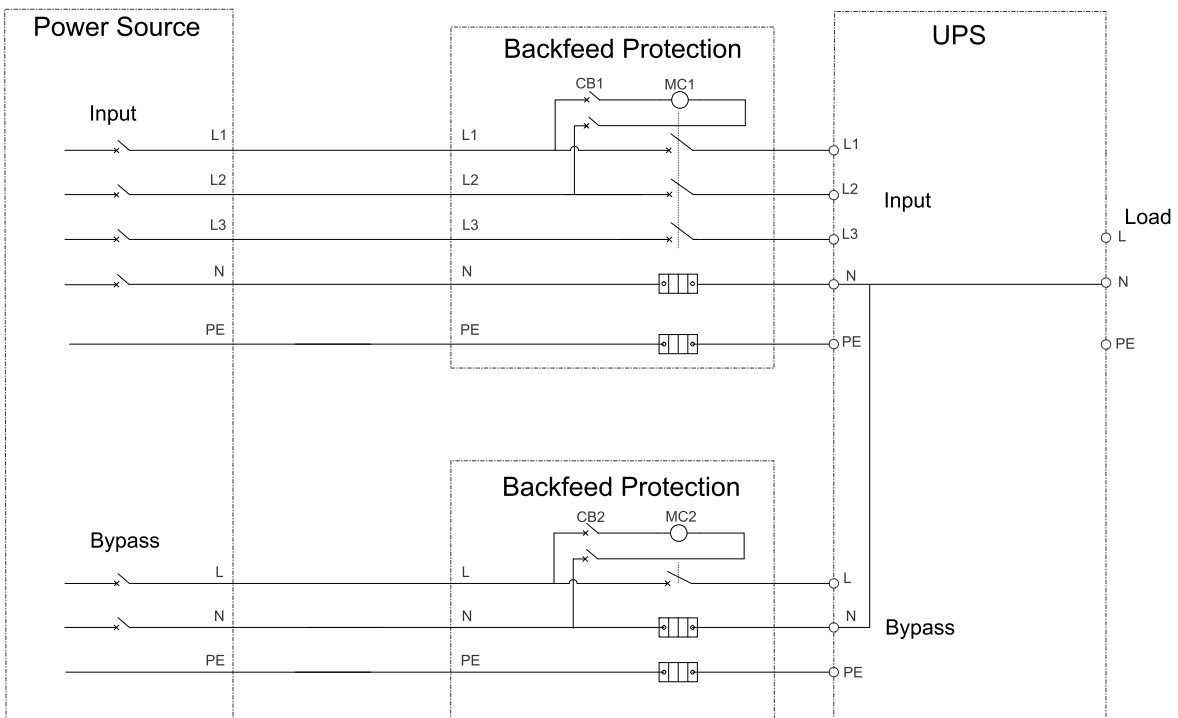 Power Source
Backfeed Protection
UPS
CB1 MC1
Input
L1 L1 L1
L2 L2 L2
Input
Load
L3 L3 L3 L
N N N N
PE PE PE PE
Backfeed Protection
CB2 MC2
Bypass
L L L
N N N
Bypass
PE PE PE